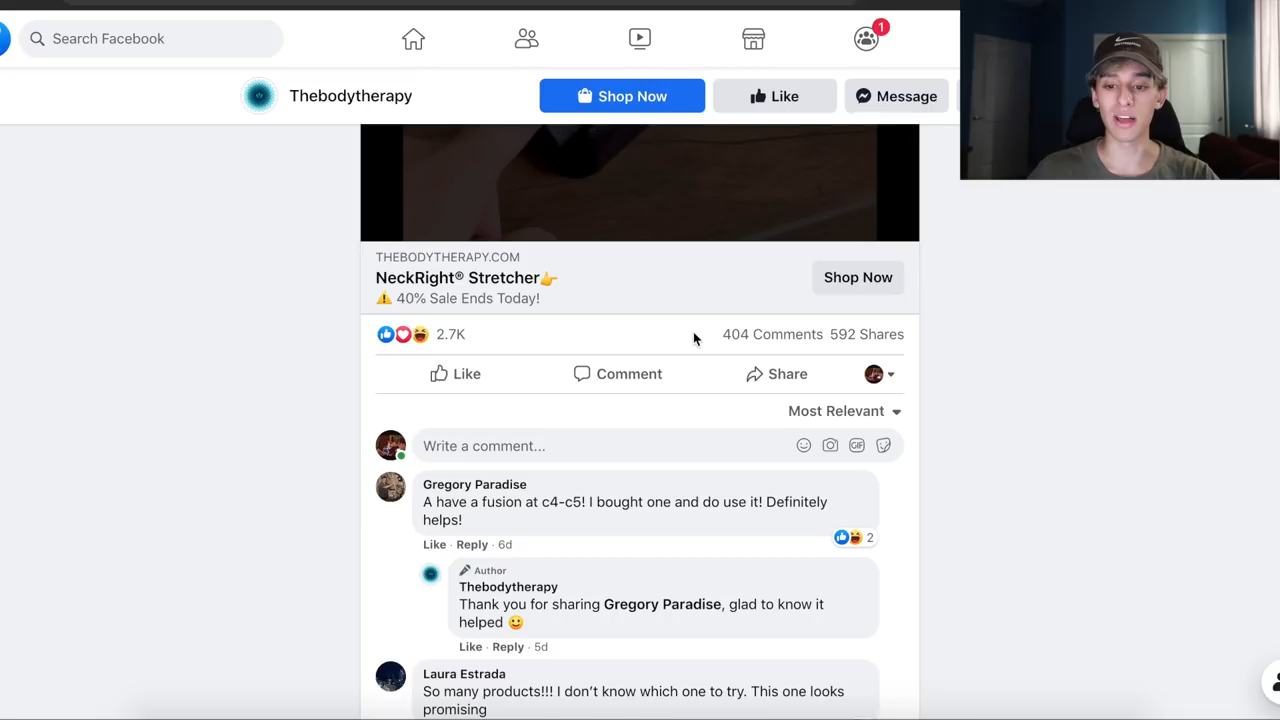 Search Facebook
1
Thebodytherapy
Shop Now
Like
Message
THEBODYTHERAPY.COM
NeckRight® Stretcher👉
⚠️ 40% Sale Ends Today!
Shop Now
2.7K
404 Comments 592 Shares
Like
Comment
Share
Most Relevant
Write a comment...
GIF
Gregory Paradise
A have a fusion at c4-c5! I bought one and do use it! Definitely
helps!
2
Like · Reply · 6d
Author
Thebodytherapy
Thank you for sharing Gregory Paradise, glad to know it
helped 😀
Like · Reply · 5d
Laura Estrada
So many products!!! I don't know which one to try. This one looks
promising